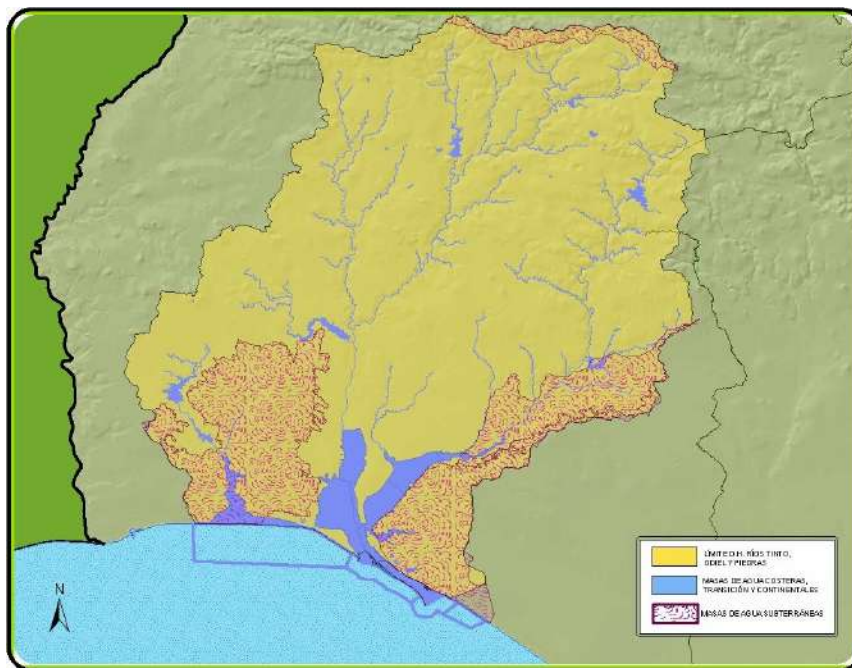 LÍMITE D.H. RÍOS TINTO,
ODIEL Y PIEDRAS
MASAS DE AGUA COSTERAS,
TRANSICIÓN Y CONTINENTALES
MASAS DE AGUA SUBTERRÁNEAS
N